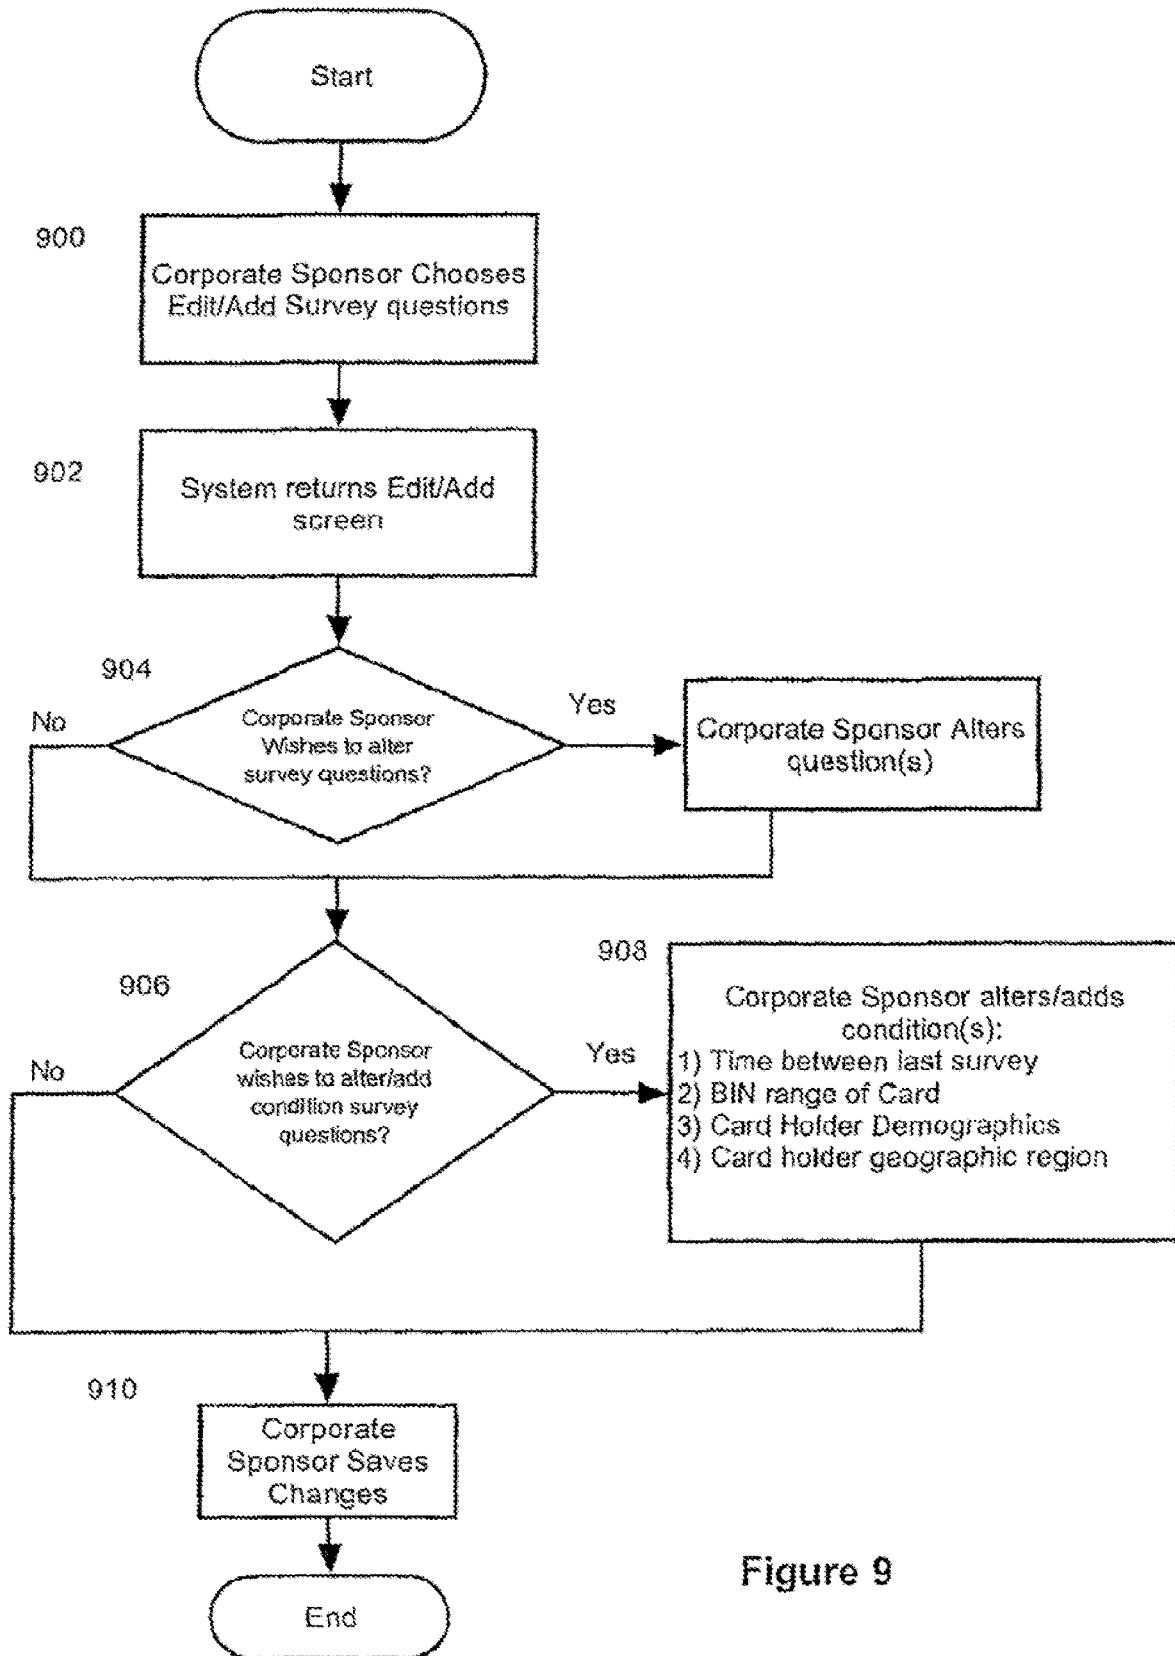 Start
900
Corporate Sponsor Chooses
Edit/Add Survey questions
902
System returns Edit/Add
screen
904
No
Corporate Sponsor
Wishes to alter
survey questions?
Yes
Corporate Sponsor Alters
question(s)
906
No
Corporate Sponsor
wishes to alter/add
condition survey
questions?
Yes
908
Corporate Sponsor alters/adds
condition(s):
1) Time between last survey
2) BIN range of Card
3) Card Holder Demographics
4) Card holder geographic region
910
Corporate
Sponsor Saves
Changes
End
Figure 9